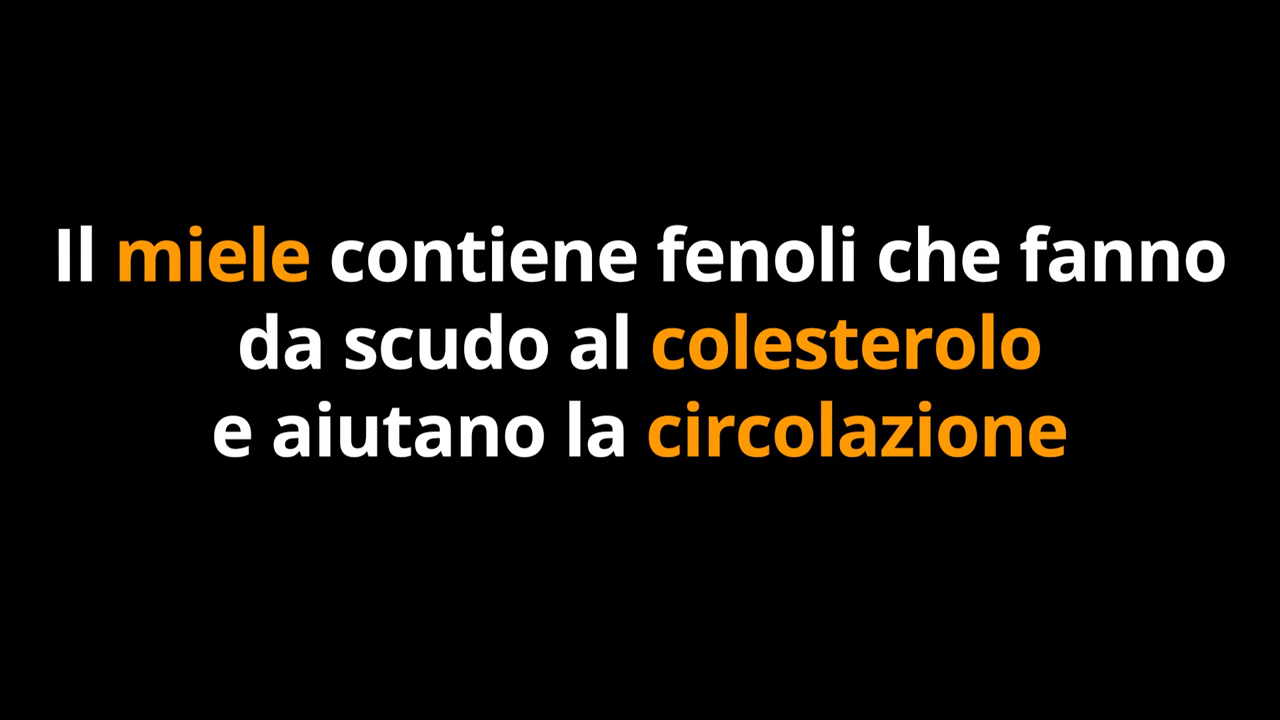 Il miele contiene fenoli che fanno
da scudo al colesterolo
e aiutano la circolazione